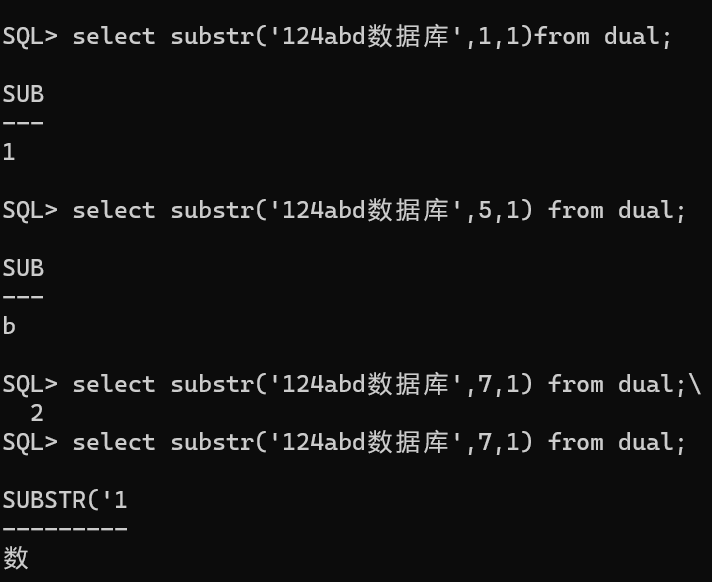 SQL> select substr('124abd数据库',1,1)from dual;
SUB
---
1
SQL> select substr('124abd数据库',5,1) from dual;
SUB
---
b
SQL> select substr('124abd数据库',7,1) from dual;\
  2
SQL> select substr('124abd数据库',7,1) from dual;
SUBSTR('1
---------
数